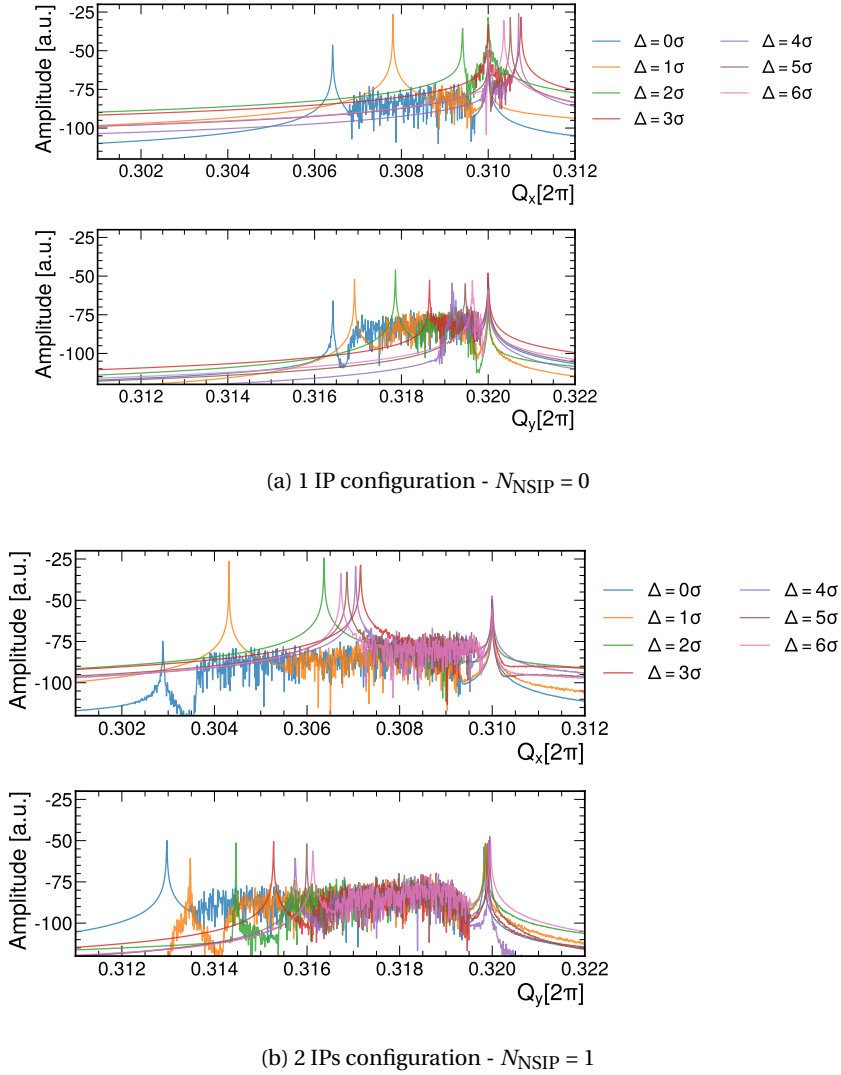 -25
-50
-75
-100
Amplitude [a.u.]
0.302 0.304 0.306 0.308 0.310 0.312
Qx[2π]
Δ = 0σ Δ = 4σ
Δ = 1σ Δ = 5σ
Δ = 2σ Δ = 6σ
Δ = 3σ
-25
-50
-75
-100
Amplitude [a.u.]
0.312 0.314 0.316 0.318 0.320 0.322
Qy[2π]
(a) 1 IP configuration - NNSIP = 0
-25
-50
-75
-100
Amplitude [a.u.]
0.302 0.304 0.306 0.308 0.310 0.312
Qx[2π]
Δ = 0σ Δ = 4σ
Δ = 1σ Δ = 5σ
Δ = 2σ Δ = 6σ
Δ = 3σ
-25
-50
-75
-100
Amplitude [a.u.]
0.312 0.314 0.316 0.318 0.320 0.322
Qy[2π]
(b) 2 IPs configuration - NNSIP = 1